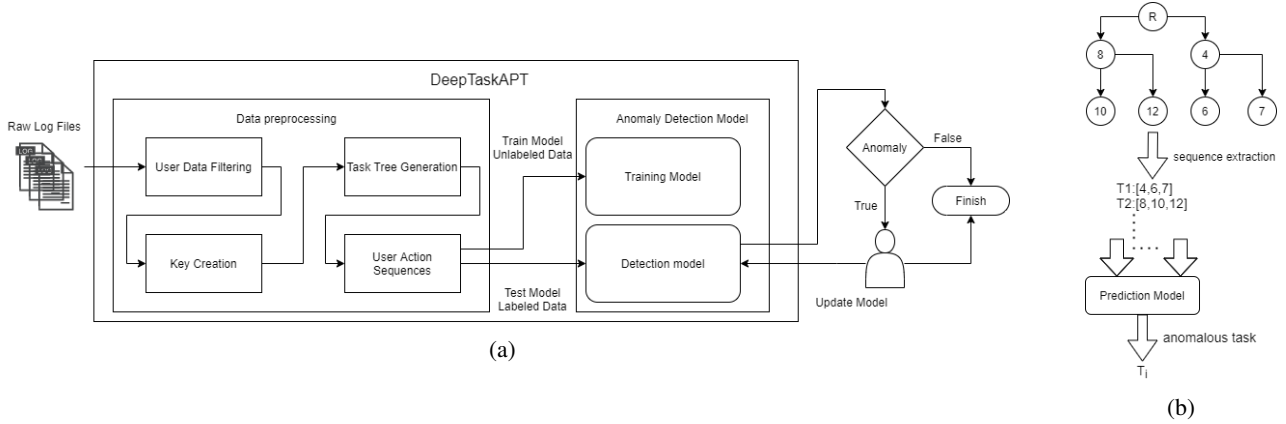 DeepTaskAPT
Raw Log Files
LOG
Data preprocessing
User Data Filtering
Task Tree Generation
Key Creation
User Action
Sequences
Train Model
Unlabeled Data
Test Model
Labeled Data
Anomaly Detection Model
Training Model
Detection model
Anomaly
False
True
Finish
Update Model
(a)
R
8
4
10
12
6
7
sequence extraction
T1:[4,6,7]
T2:[8,10,12]
Prediction Model
anomalous task
Ti
(b)